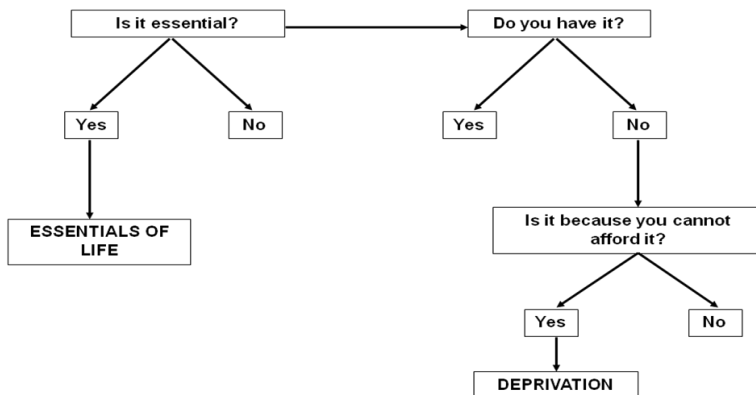 Is it essential?
Do you have it?
Yes
No
Yes
No
ESSENTIALS OF
LIFE
Is it because you cannot
afford it?
Yes
No
DEPRIVATION